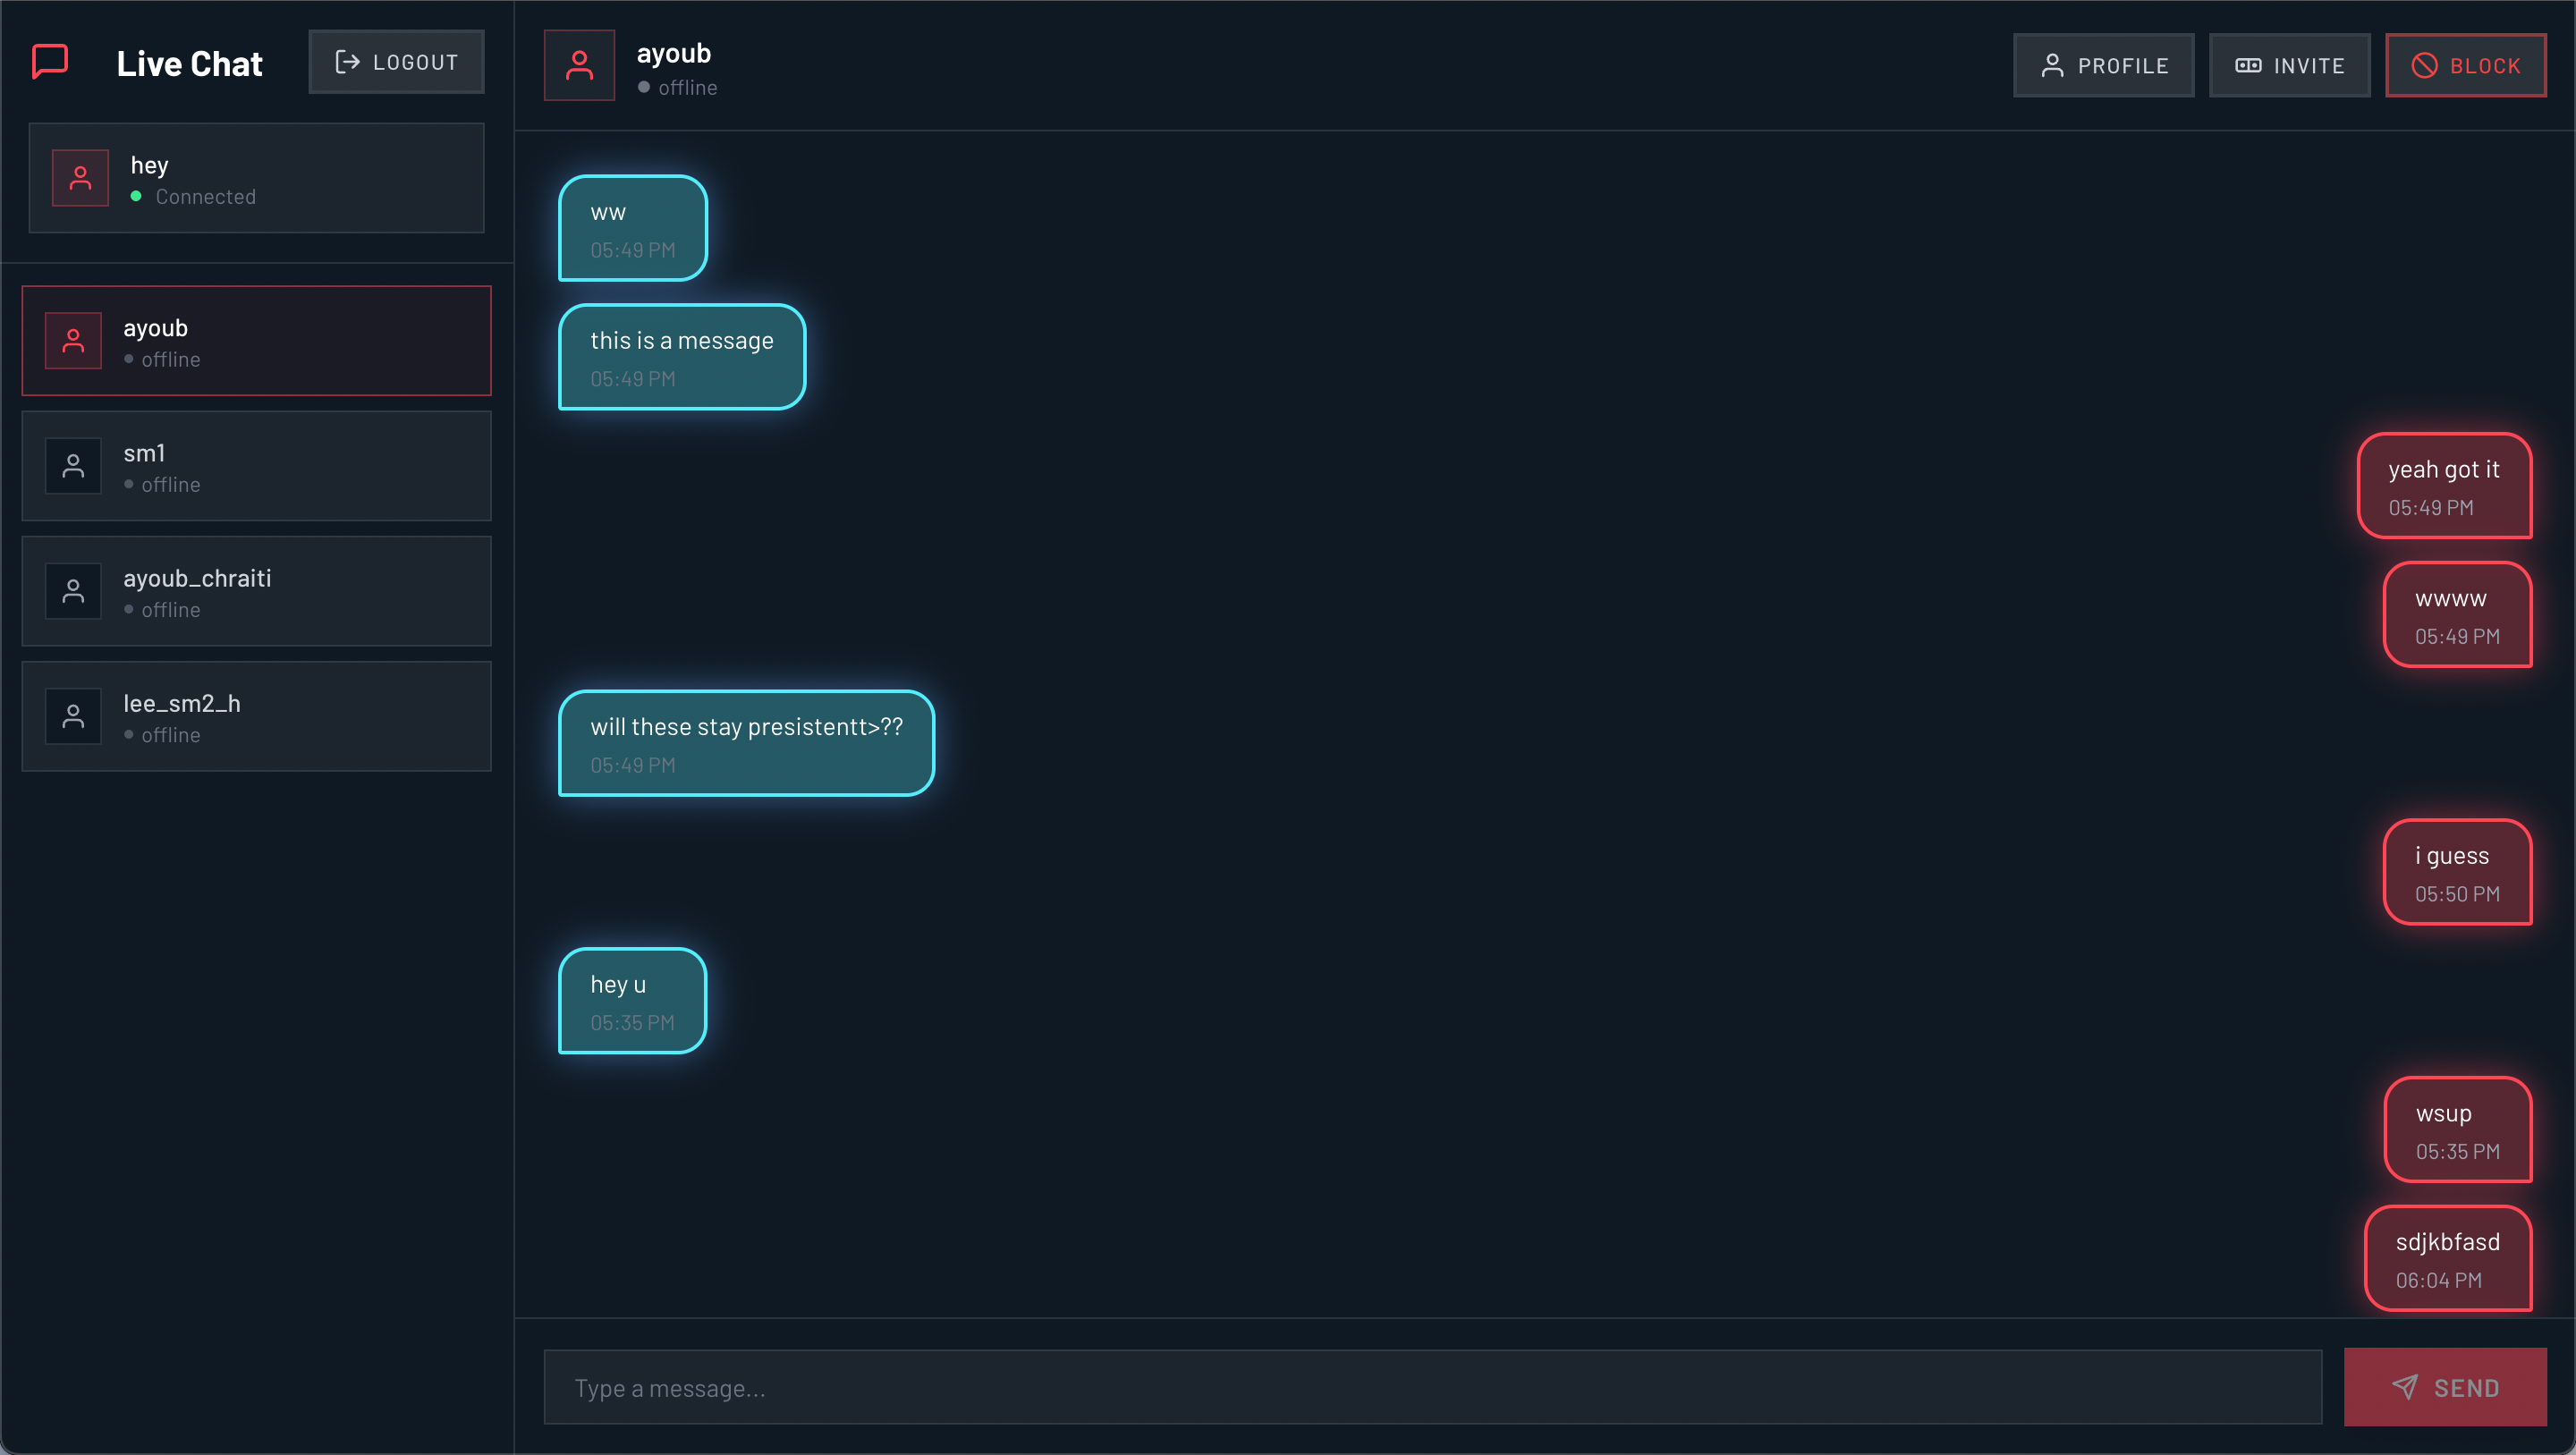 Live Chat
LOGOUT
hey
Connected
ayoub
offline
sm1
offline
ayoub_chraiti
offline
lee_sm2_h
offline
ayoub
offline
PROFILE
INVITE
BLOCK
ww
05:49 PM
this is a message
05:49 PM
yeah got it
05:49 PM
wwww
05:49 PM
will these stay presistentt>??
05:49 PM
i guess
05:50 PM
hey u
05:35 PM
wsup
05:35 PM
sdjkbfasd
06:04 PM
Type a message...
SEND